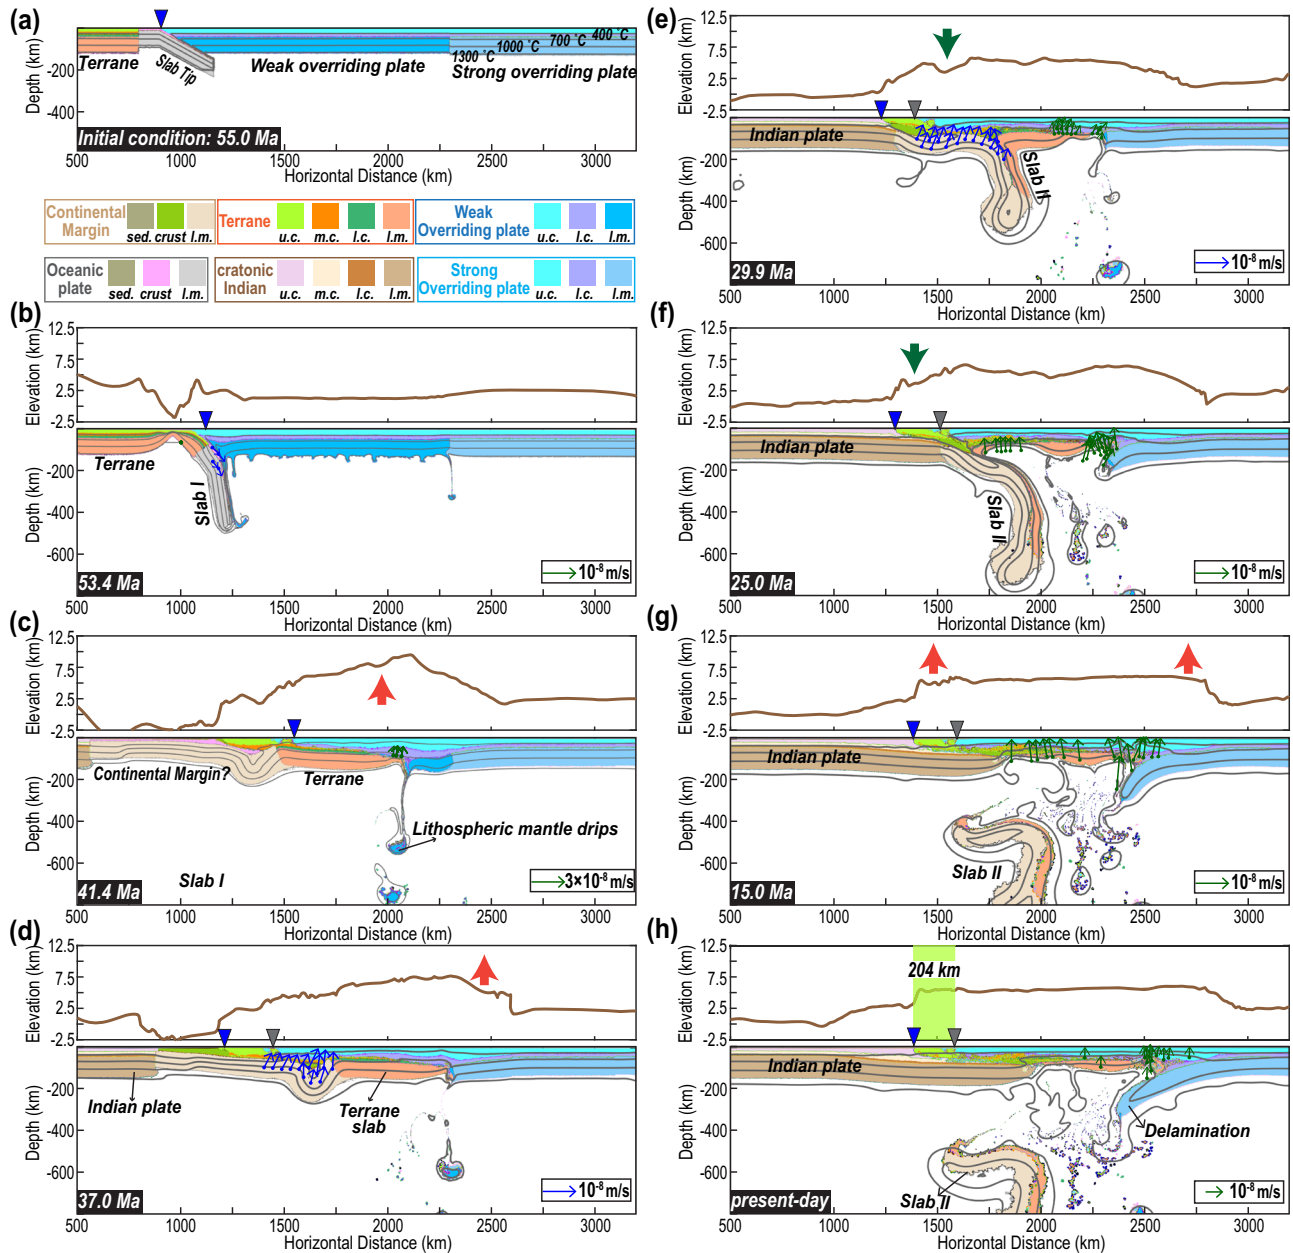 (a)
Depth (km)
-200
-400
Terrane
Slab Tip
Weak overriding plate
1300 °C
1000 °C
700 °C
400 °C
Strong overriding plate
Initial condition: 55.0 Ma
500 1000 1500 2000 2500 3000
Horizontal Distance (km)
Continental Margin
sed. crust l.m.
Terrane
u.c. m.c. l.c. l.m.
Weak Overriding plate
u.c. l.c. l.m.
Oceanic plate
sed. crust l.m.
cratonic Indian
u.c. m.c. l.c. l.m.
Strong Overriding plate
u.c. l.c. l.m.
(b)
Elevation (km)
12.5
7.5
2.5
-2.5
Depth (km)
-200
-400
-600
Terrane
Slab I
53.4 Ma
10⁻⁸ m/s
500 1000 1500 2000 2500 3000
Horizontal Distance (km)
(c)
Elevation (km)
12.5
7.5
2.5
-2.5
Depth (km)
-200
-400
-600
Continental Margin?
Terrane
Lithospheric mantle drips
Slab I
41.4 Ma
3×10⁻⁸ m/s
500 1000 1500 2000 2500 3000
Horizontal Distance (km)
(d)
Elevation (km)
12.5
7.5
2.5
-2.5
Depth (km)
-200
-400
-600
Indian plate
Terrane slab
37.0 Ma
10⁻⁸ m/s
500 1000 1500 2000 2500 3000
Horizontal Distance (km)
(e)
Elevation (km)
12.5
7.5
2.5
-2.5
Depth (km)
-200
-400
-600
Indian plate
Slab II
29.9 Ma
10⁻⁸ m/s
500 1000 1500 2000 2500 3000
Horizontal Distance (km)
(f)
Elevation (km)
12.5
7.5
2.5
-2.5
Depth (km)
-200
-400
-600
Indian plate
Slab II
25.0 Ma
10⁻⁸ m/s
500 1000 1500 2000 2500 3000
Horizontal Distance (km)
(g)
Elevation (km)
12.5
7.5
2.5
-2.5
Depth (km)
-200
-400
-600
Indian plate
Slab II
15.0 Ma
10⁻⁸ m/s
500 1000 1500 2000 2500 3000
Horizontal Distance (km)
(h)
Elevation (km)
12.5
7.5
2.5
-2.5
204 km
Depth (km)
-200
-400
-600
Indian plate
Delamination
Slab II
present-day
10⁻⁸ m/s
500 1000 1500 2000 2500 3000
Horizontal Distance (km)